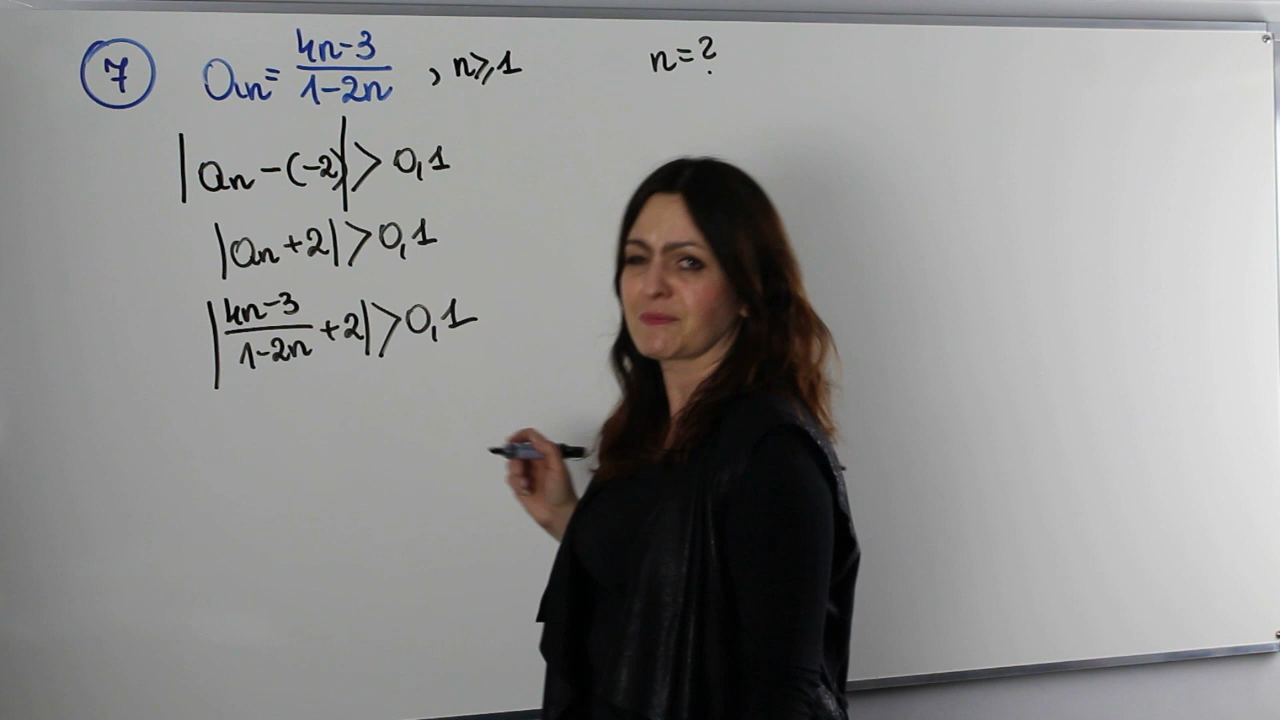 7 an = 4n-3 / 1-2n , n⩾1 n=?
|an-(-2)|>0,1
|an+2|>0,1
|4n-3 / 1-2n +2|>0,1